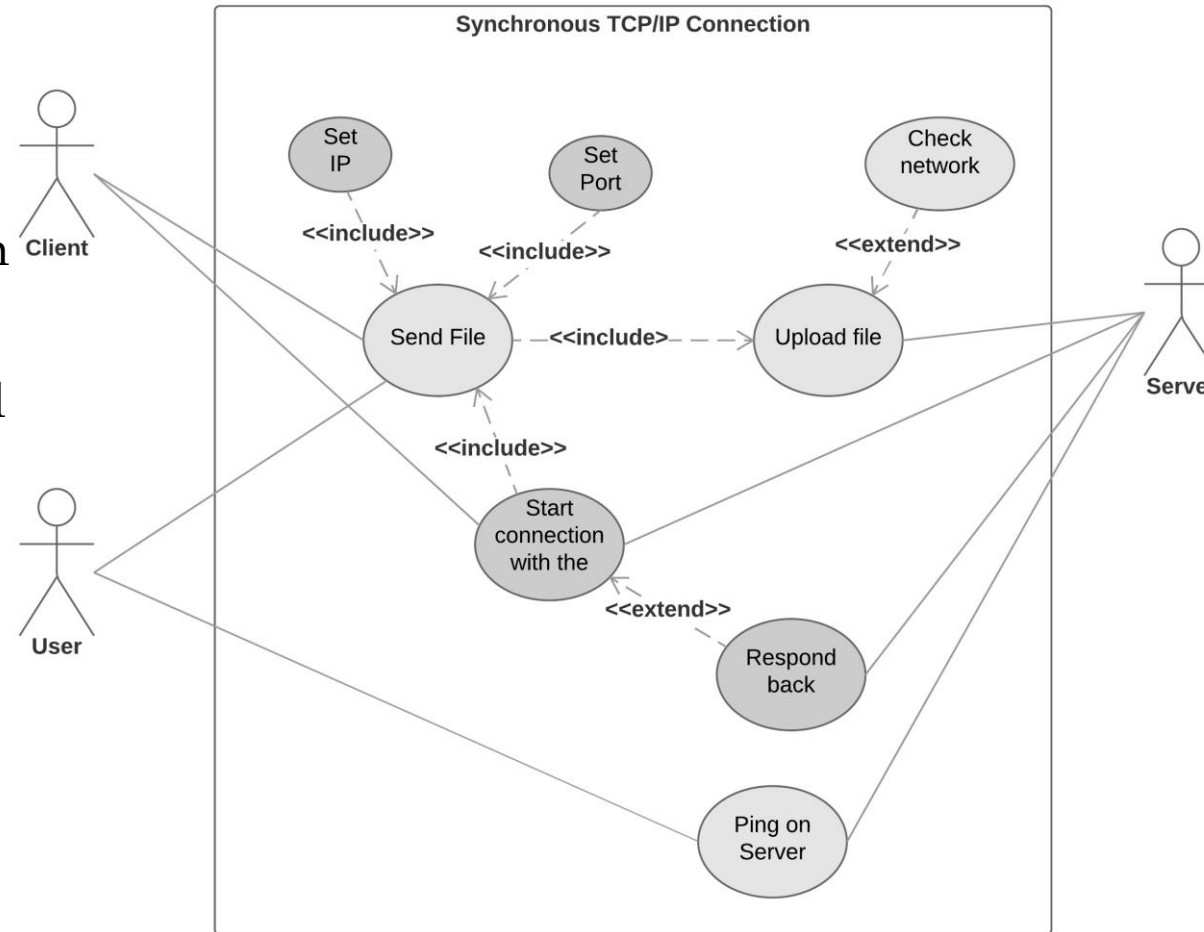 Synchronous TCP/IP Connection
Set
IP
Set
Port
Check
network
Client
<<include>>
<<include>>
<<extend>>
Send File
<<include>
Upload file
Serve
<<include>>
Start
connection
with the
<<extend>>
User
Respond
back
Ping on
Server